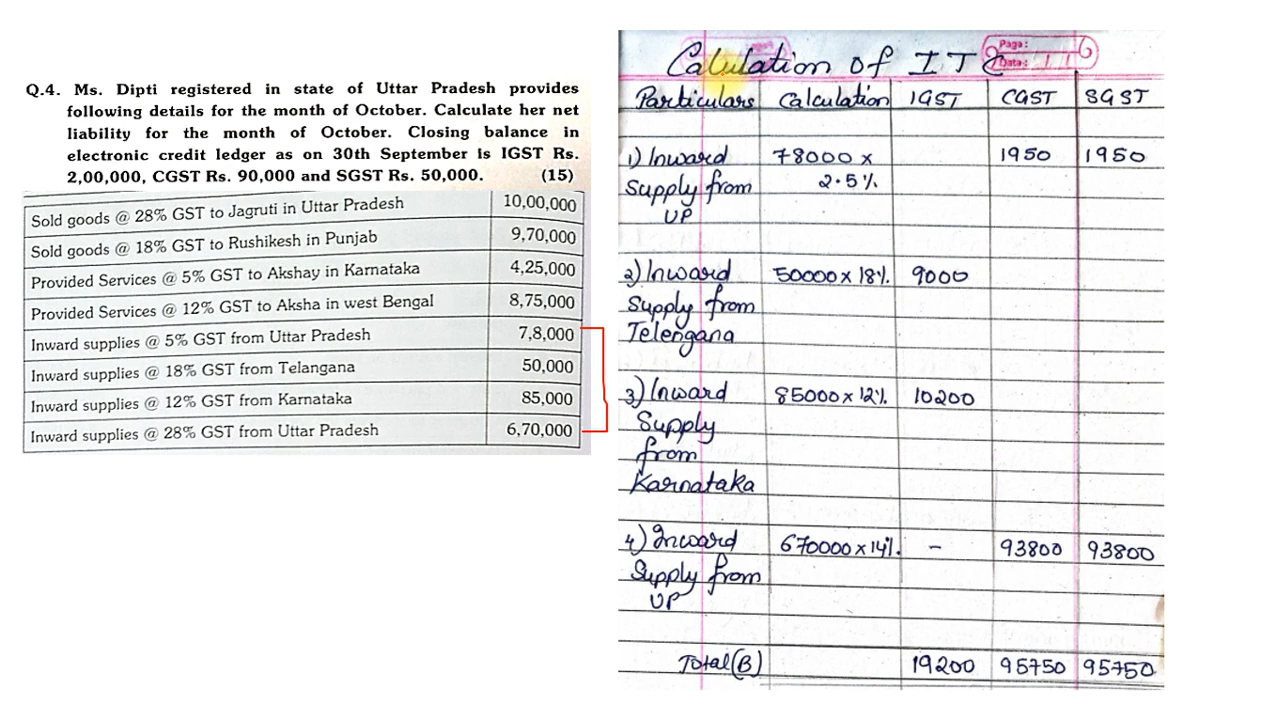 Q.4. Ms. Dipti registered in state of Uttar Pradesh provides
following details for the month of October. Calculate her net
liability for the month of October. Closing balance in
electronic credit ledger as on 30th September is IGST Rs.
2,00,000, CGST Rs. 90,000 and SGST Rs. 50,000. (15)
Sold goods @ 28% GST to Jagruti in Uttar Pradesh 10,00,000
Sold goods @ 18% GST to Rushikesh in Punjab 9,70,000
Provided Services @ 5% GST to Akshay in Karnataka 4,25,000
Provided Services @ 12% GST to Aksha in west Bengal 8,75,000
Inward supplies @ 5% GST from Uttar Pradesh 7,8,000
Inward supplies @ 18% GST from Telangana 50,000
Inward supplies @ 12% GST from Karnataka 85,000
Inward supplies @ 28% GST from Uttar Pradesh 6,70,000
Page:
Date:
Calulation of ITC
Particulars Calculation IGST CGST SGST
1) Inward 78000 x 1950 1950
Supply from 2.5%
UP
2) Inward 50000 x 18% 9000
Supply from
Telengana
3) Inward 85000 x 12% 10200
Supply
from
Karnataka
4) Inward 670000 x 14% - 93800 93800
Supply from
UP
Total (B) 19200 95750 95750